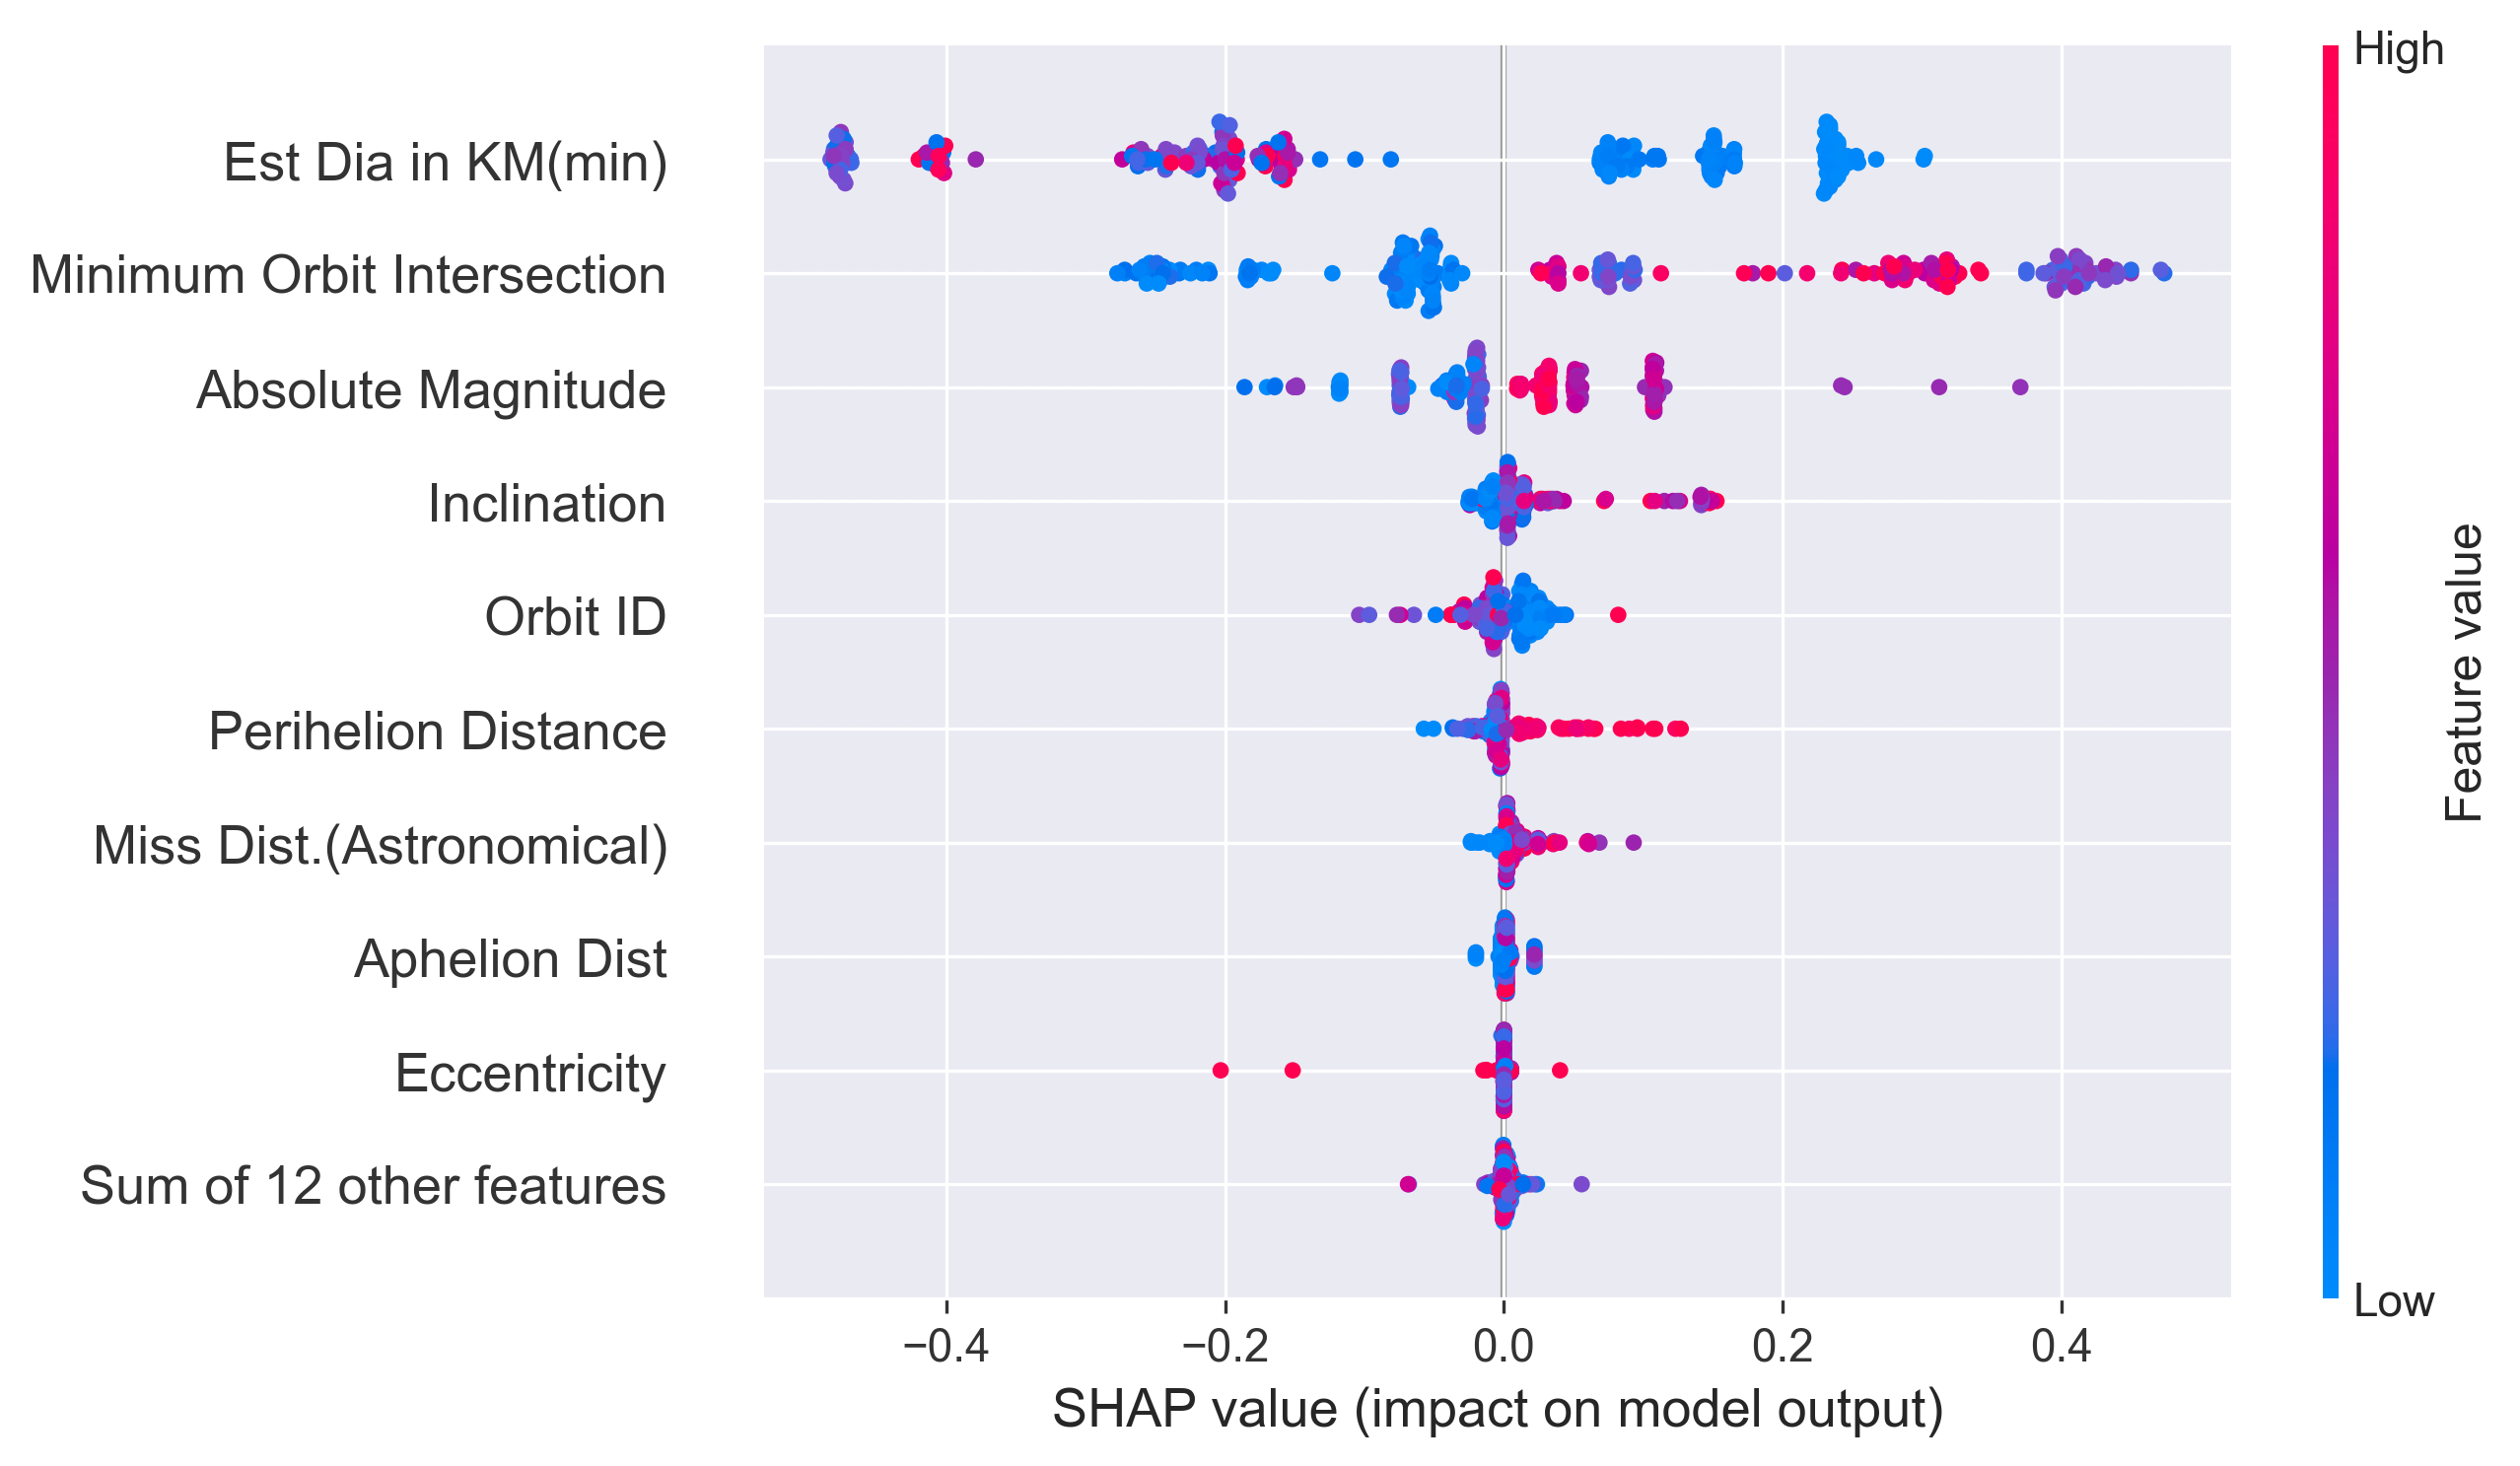 High
Est Dia in KM(min)
Minimum Orbit Intersection
Absolute Magnitude
Inclination
Orbit ID
Perihelion Distance
Miss Dist.(Astronomical)
Aphelion Dist
Eccentricity
Sum of 12 other features
Feature value
Low
−0.4 −0.2 0.0 0.2 0.4
SHAP value (impact on model output)